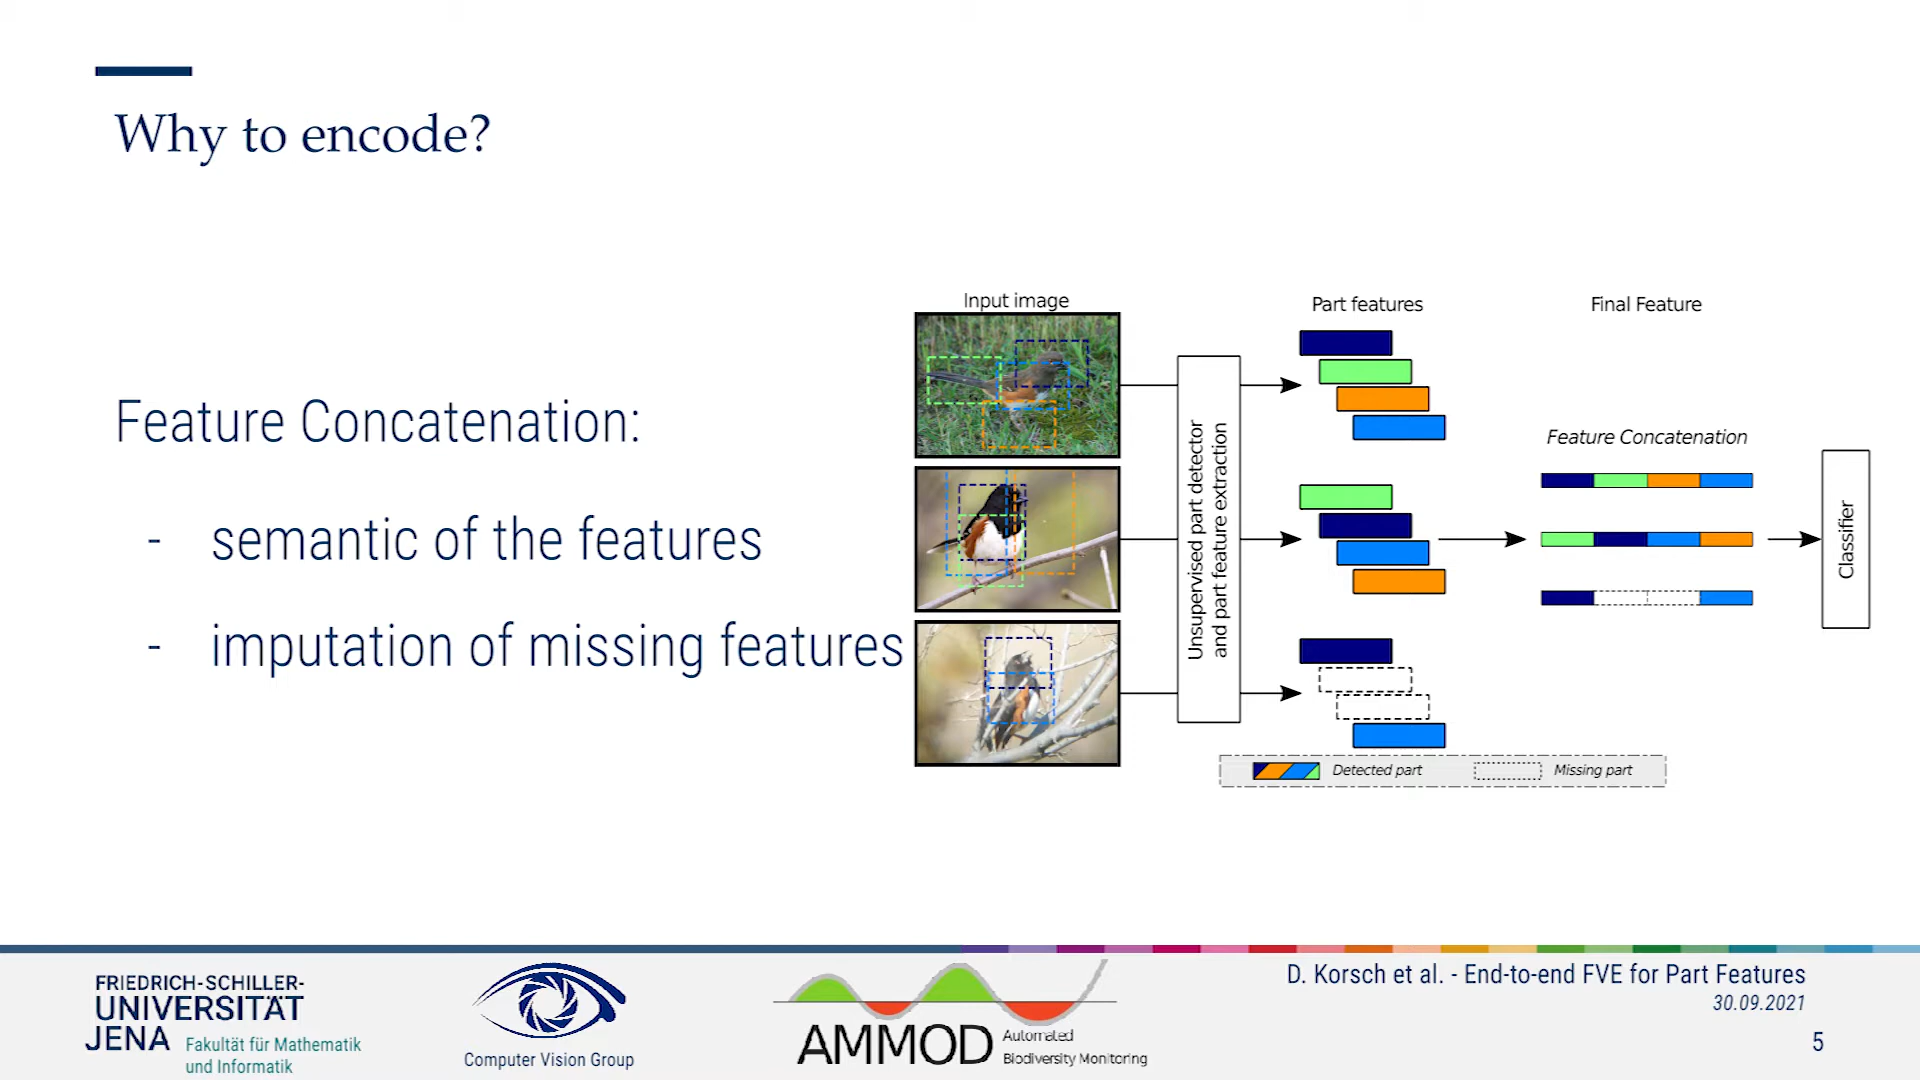 Why to encode?
Feature Concatenation:
- semantic of the features
- imputation of missing features
Input image
Part features
Final Feature
Unsupervised part detector
and part feature extraction
Feature Concatenation
Classifier
Detected part
Missing part
FRIEDRICH-SCHILLER-
UNIVERSITÄT
JENA
Fakultät für Mathematik
und Informatik
Computer Vision Group
AMMOD
Automated
Biodiversity Monitoring
D. Korsch et al. - End-to-end FVE for Part Features
30.09.2021
5